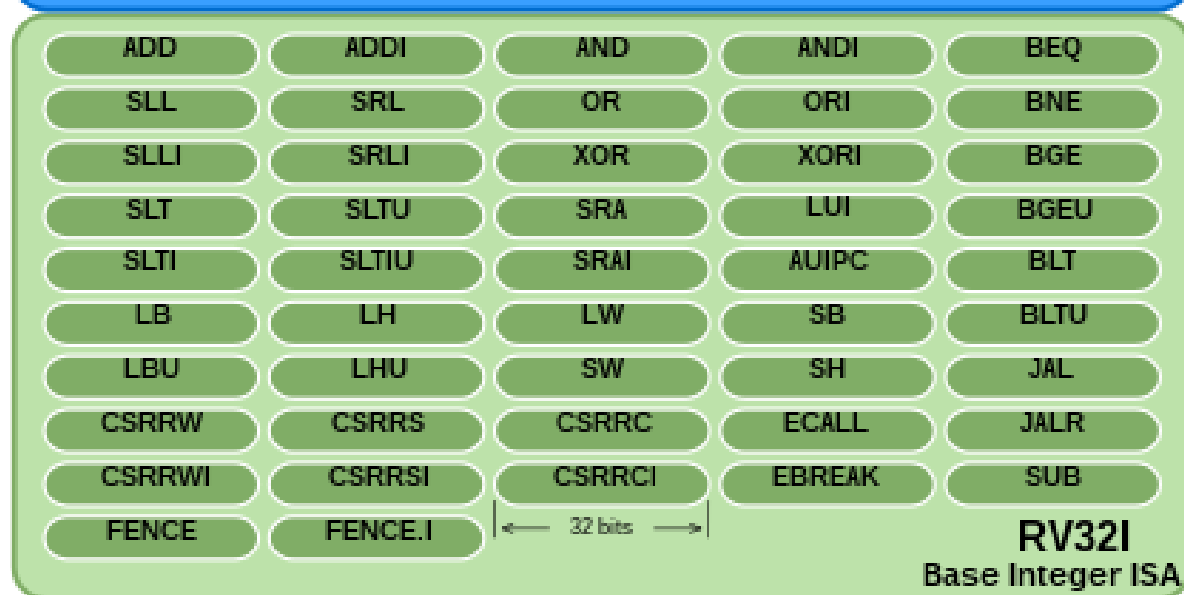 ADD ADDI AND ANDI BEQ
SLL SRL OR ORI BNE
SLLI SRLI XOR XORI BGE
SLT SLTU SRA LUI BGEU
SLTI SLTIU SRAI AUIPC BLT
LB LH LW SB BLTU
LBU LHU SW SH JAL
CSRRW CSRRS CSRRC ECALL JALR
CSRRWI CSRRSI CSRRCI EBREAK SUB
FENCE FENCE.I 32 bits
RV32I
Base Integer ISA